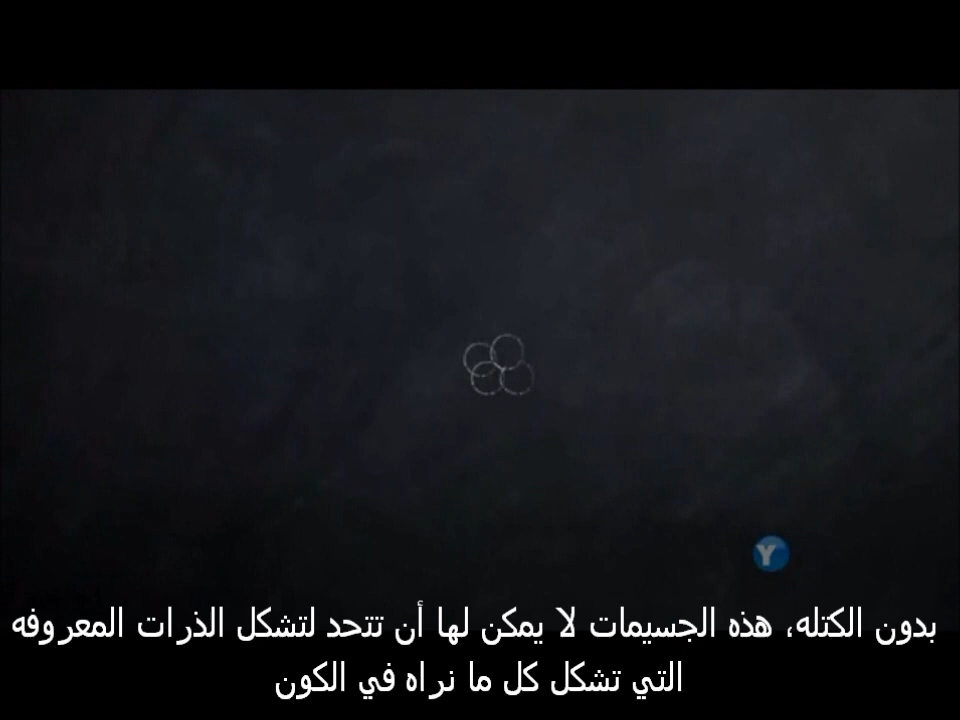 Y
بدون الكتله، هذه الجسيمات لا يمكن لها أن تتحد لتشكل الذرات المعروفه
التي تشكل كل ما نراه في الكون